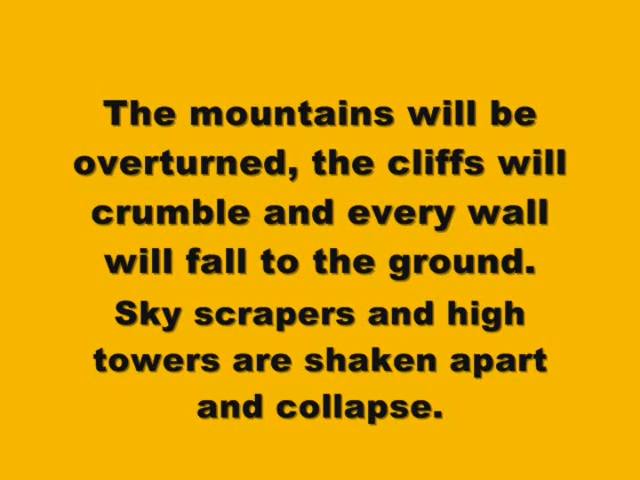 The mountains will be
overturned, the cliffs will
crumble and every wall
will fall to the ground.
Sky scrapers and high
towers are shaken apart
and collapse.